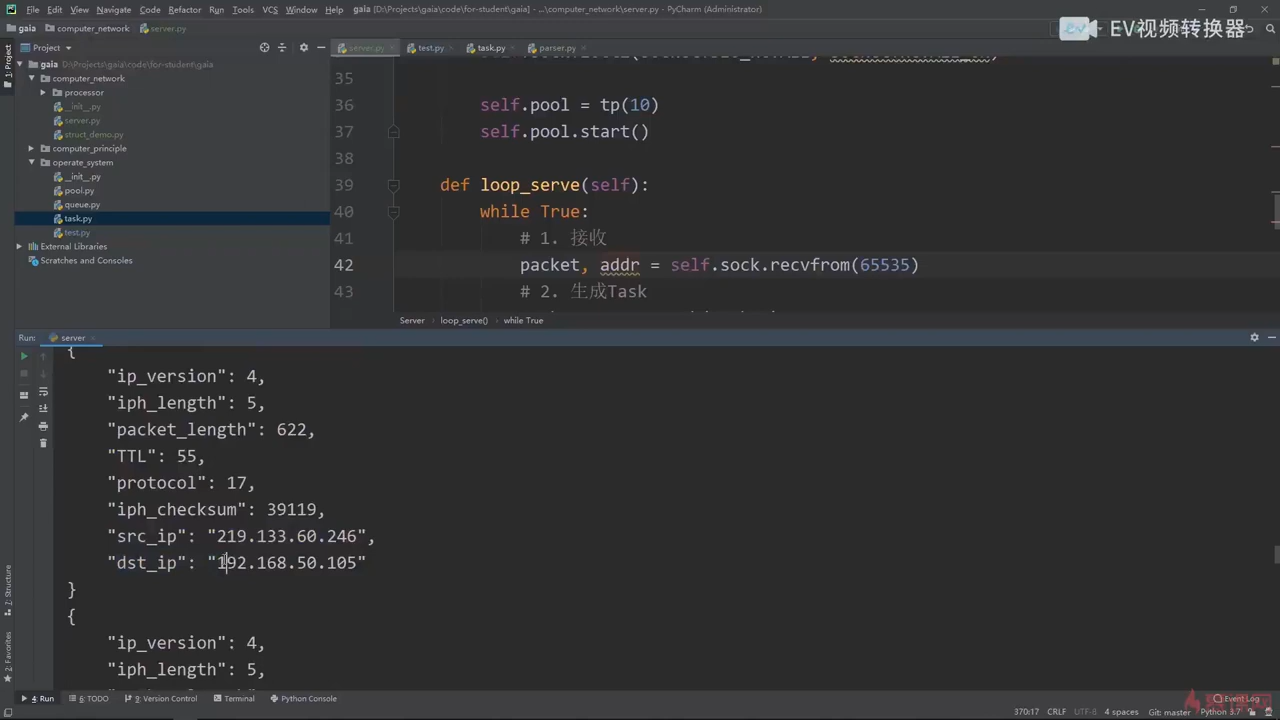 File Edit View Navigate Code Refactor Run Tools VCS Window Help gaia [D:\Projects\gaia\code\for-student\gaia] - ...\computer_network\server.py - PyCharm (Administrator)
EV视频转换器
gaia computer_network server.py
Project
server.py test.py task.py parser.py
1: Project
gaia D:\Projects\gaia\code\for-student\gaia
computer_network
processor
__init__.py
server.py
struct_demo.py
computer_principle
operate_system
__init__.py
pool.py
queue.py
task.py
test.py
External Libraries
Scratches and Consoles
35
36 self.pool = tp(10)
37 self.pool.start()
38
39 def loop_serve(self):
40 while True:
41 # 1. 接收
42 packet, addr = self.sock.recvfrom(65535)
43 # 2. 生成Task
Server loop_serve() while True
Run: server
{
"ip_version": 4,
"iph_length": 5,
"packet_length": 622,
"TTL": 55,
"protocol": 17,
"iph_checksum": 39119,
"src_ip": "219.133.60.246",
"dst_ip": "192.168.50.105"
}
{
"ip_version": 4,
"iph_length": 5,
7: Structure
2: Favorites
4: Run 6: TODO 9: Version Control Terminal Python Console Event Log
370:17 CRLF UTF-8 4 spaces Git: master Python 3.7